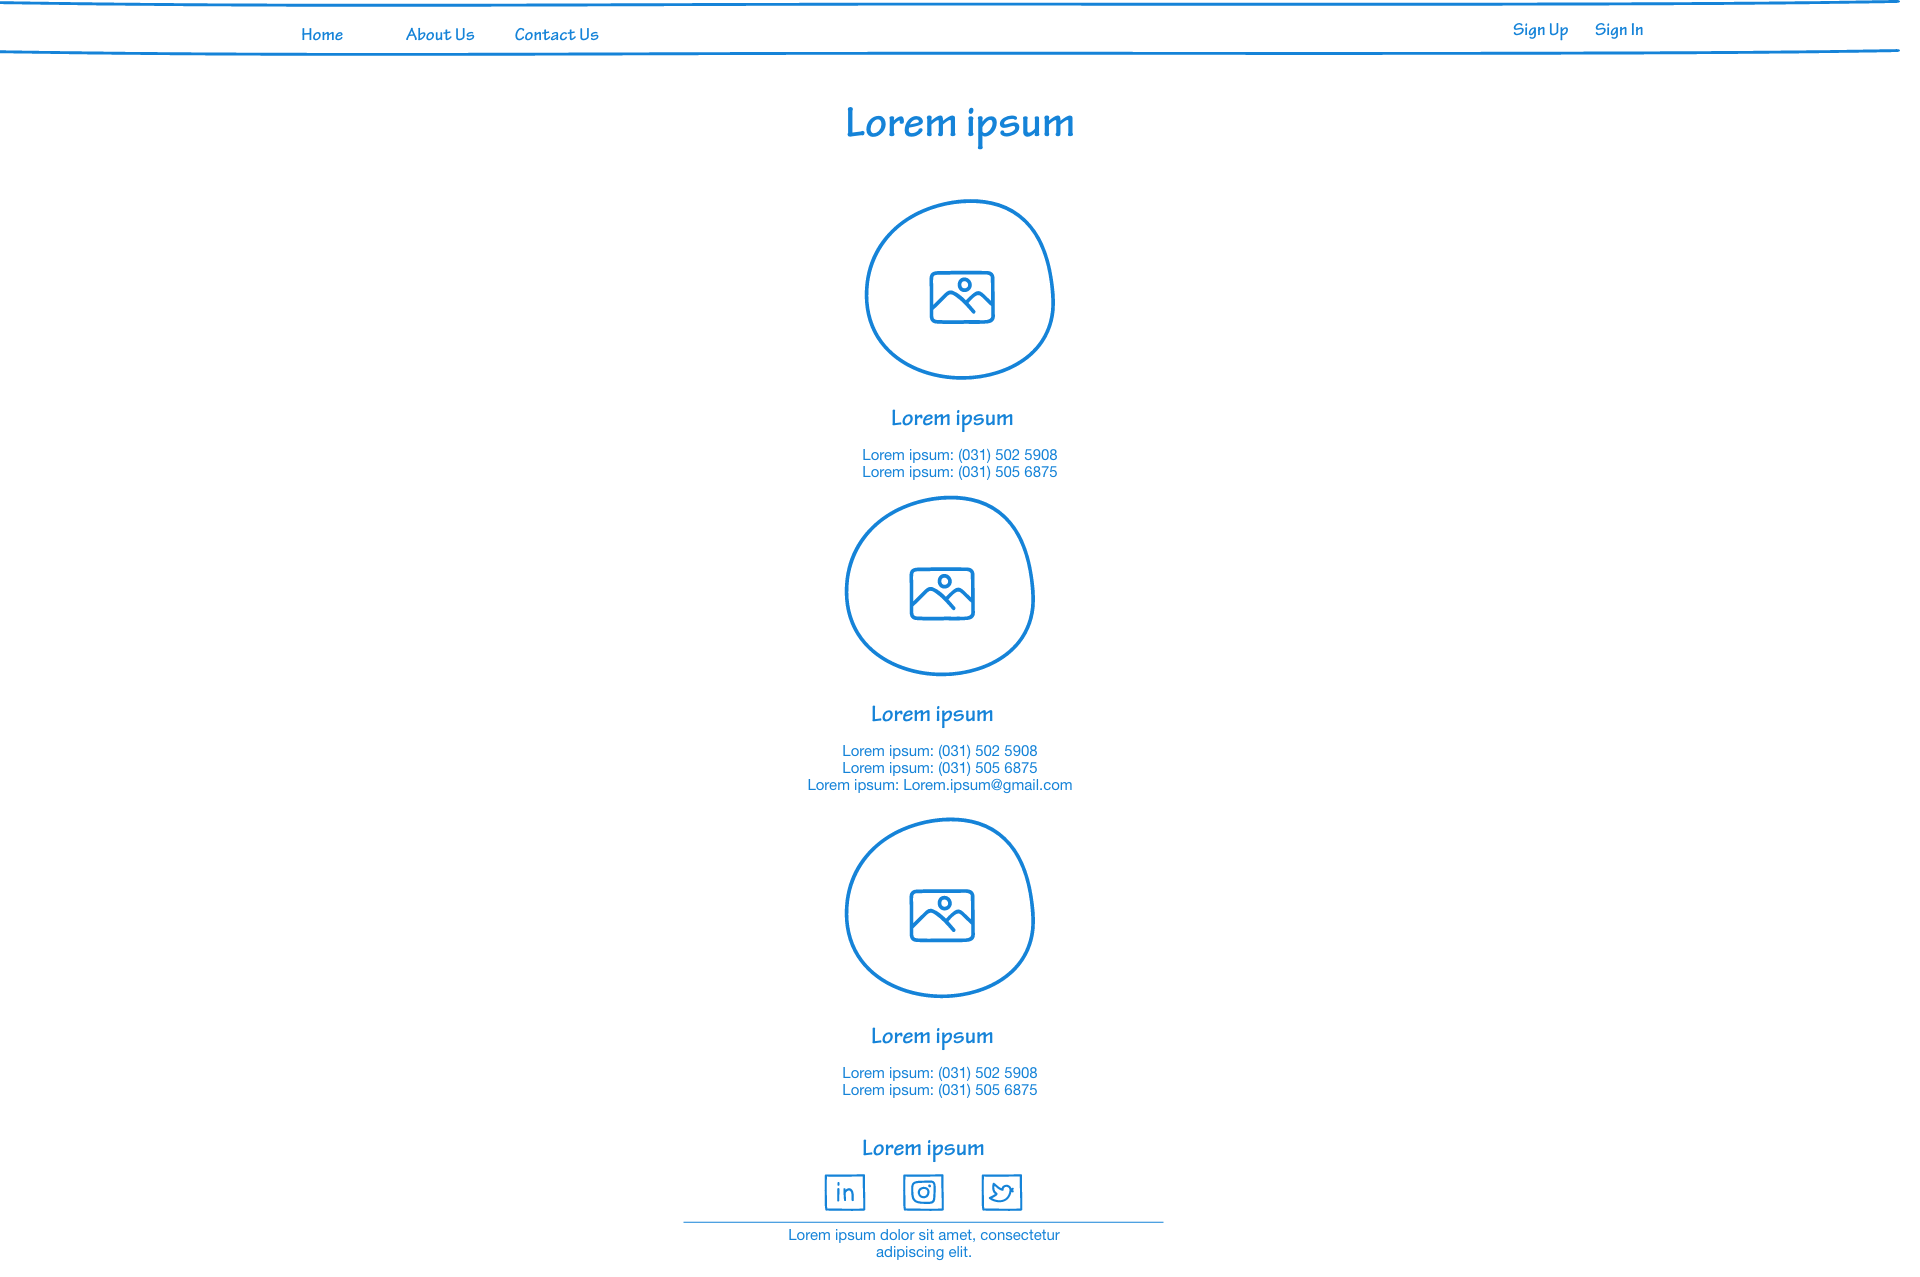 Home About Us Contact Us Sign Up Sign In
Lorem ipsum
Lorem ipsum
Lorem ipsum: (031) 502 5908
Lorem ipsum: (031) 505 6875
Lorem ipsum
Lorem ipsum: (031) 502 5908
Lorem ipsum: (031) 505 6875
Lorem ipsum: Lorem.ipsum@gmail.com
Lorem ipsum
Lorem ipsum: (031) 502 5908
Lorem ipsum: (031) 505 6875
Lorem ipsum
in
Lorem ipsum dolor sit amet, consectetur
adipiscing elit.